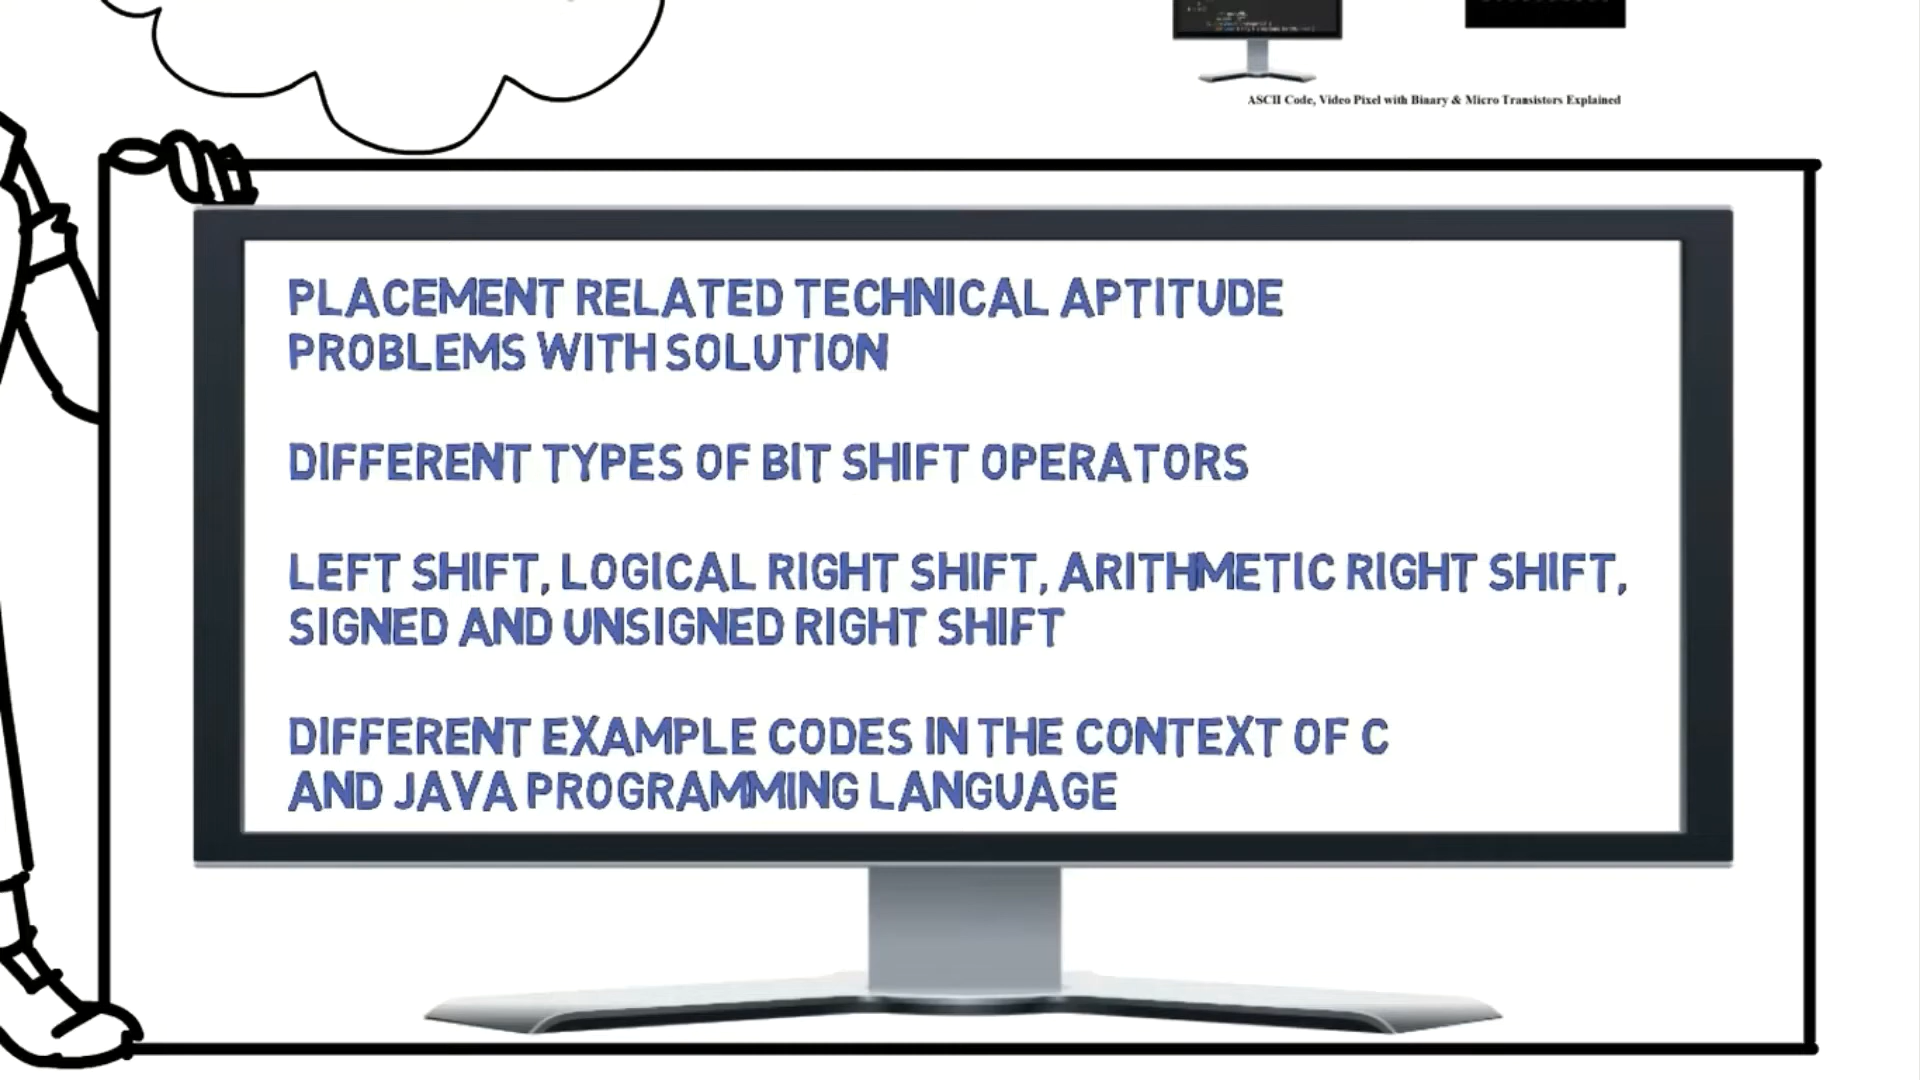 ASCII Code, Video Pixel with Binary & Micro Transistors Explained
PLACEMENT RELATED TECHNICAL APTITUDE
PROBLEMS WITH SOLUTION
DIFFERENT TYPES OF BIT SHIFT OPERATORS
LEFT SHIFT, LOGICAL RIGHT SHIFT, ARITHMETIC RIGHT SHIFT,
SIGNED AND UNSIGNED RIGHT SHIFT
DIFFERENT EXAMPLE CODES IN THE CONTEXT OF C
AND JAVA PROGRAMMING LANGUAGE